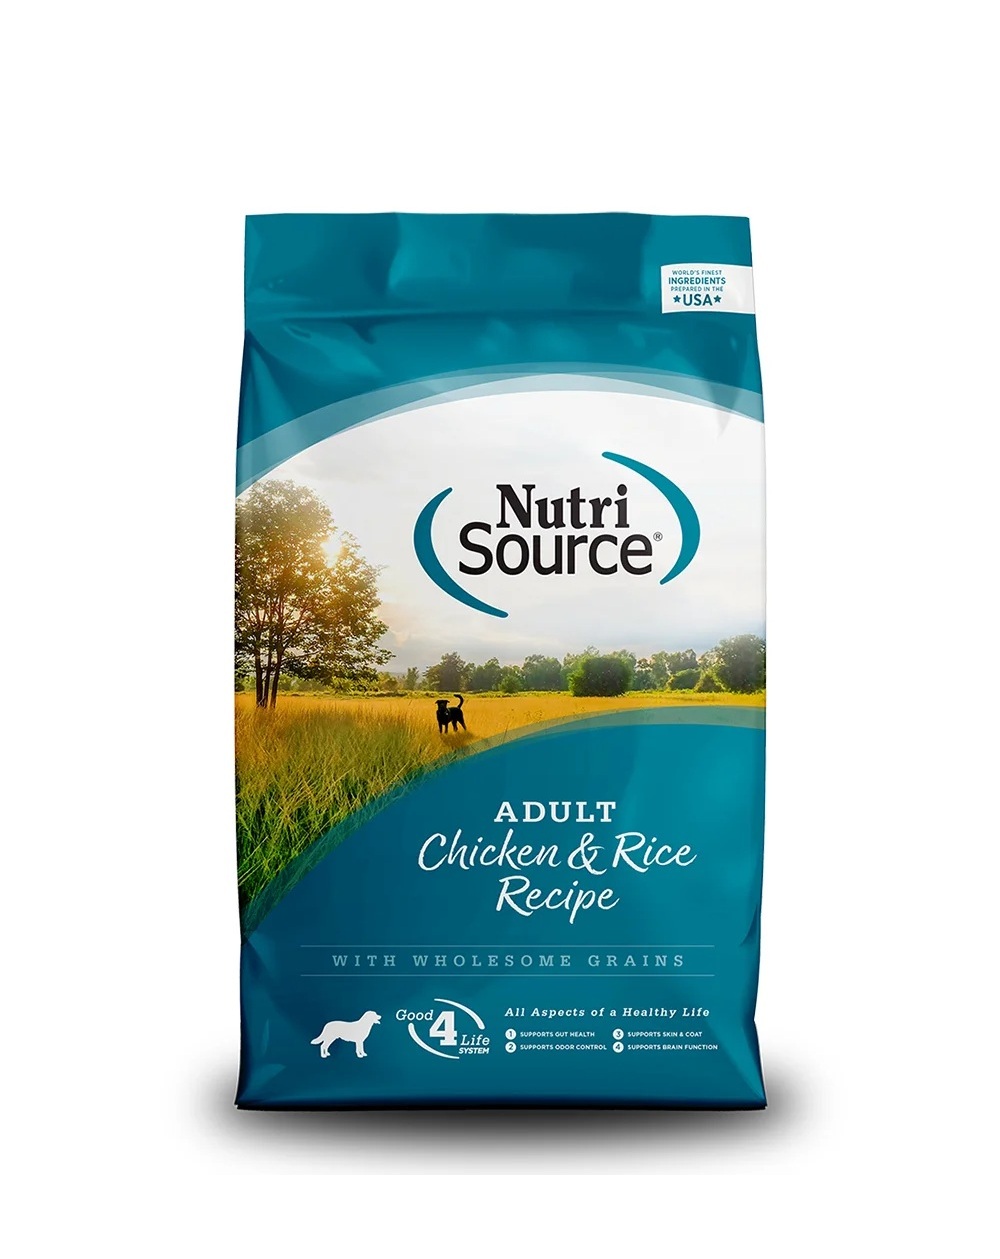 WORLD'S FINEST
INGREDIENTS
PREPARED IN THE
★USA★
Nutri
Source®
ADULT
Chicken & Rice
Recipe
WITH WHOLESOME GRAINS
Good
4
Life
SYSTEM
All Aspects of a Healthy Life
1 SUPPORTS GUT HEALTH
2 SUPPORTS ODOR CONTROL
3 SUPPORTS SKIN & COAT
4 SUPPORTS BRAIN FUNCTION